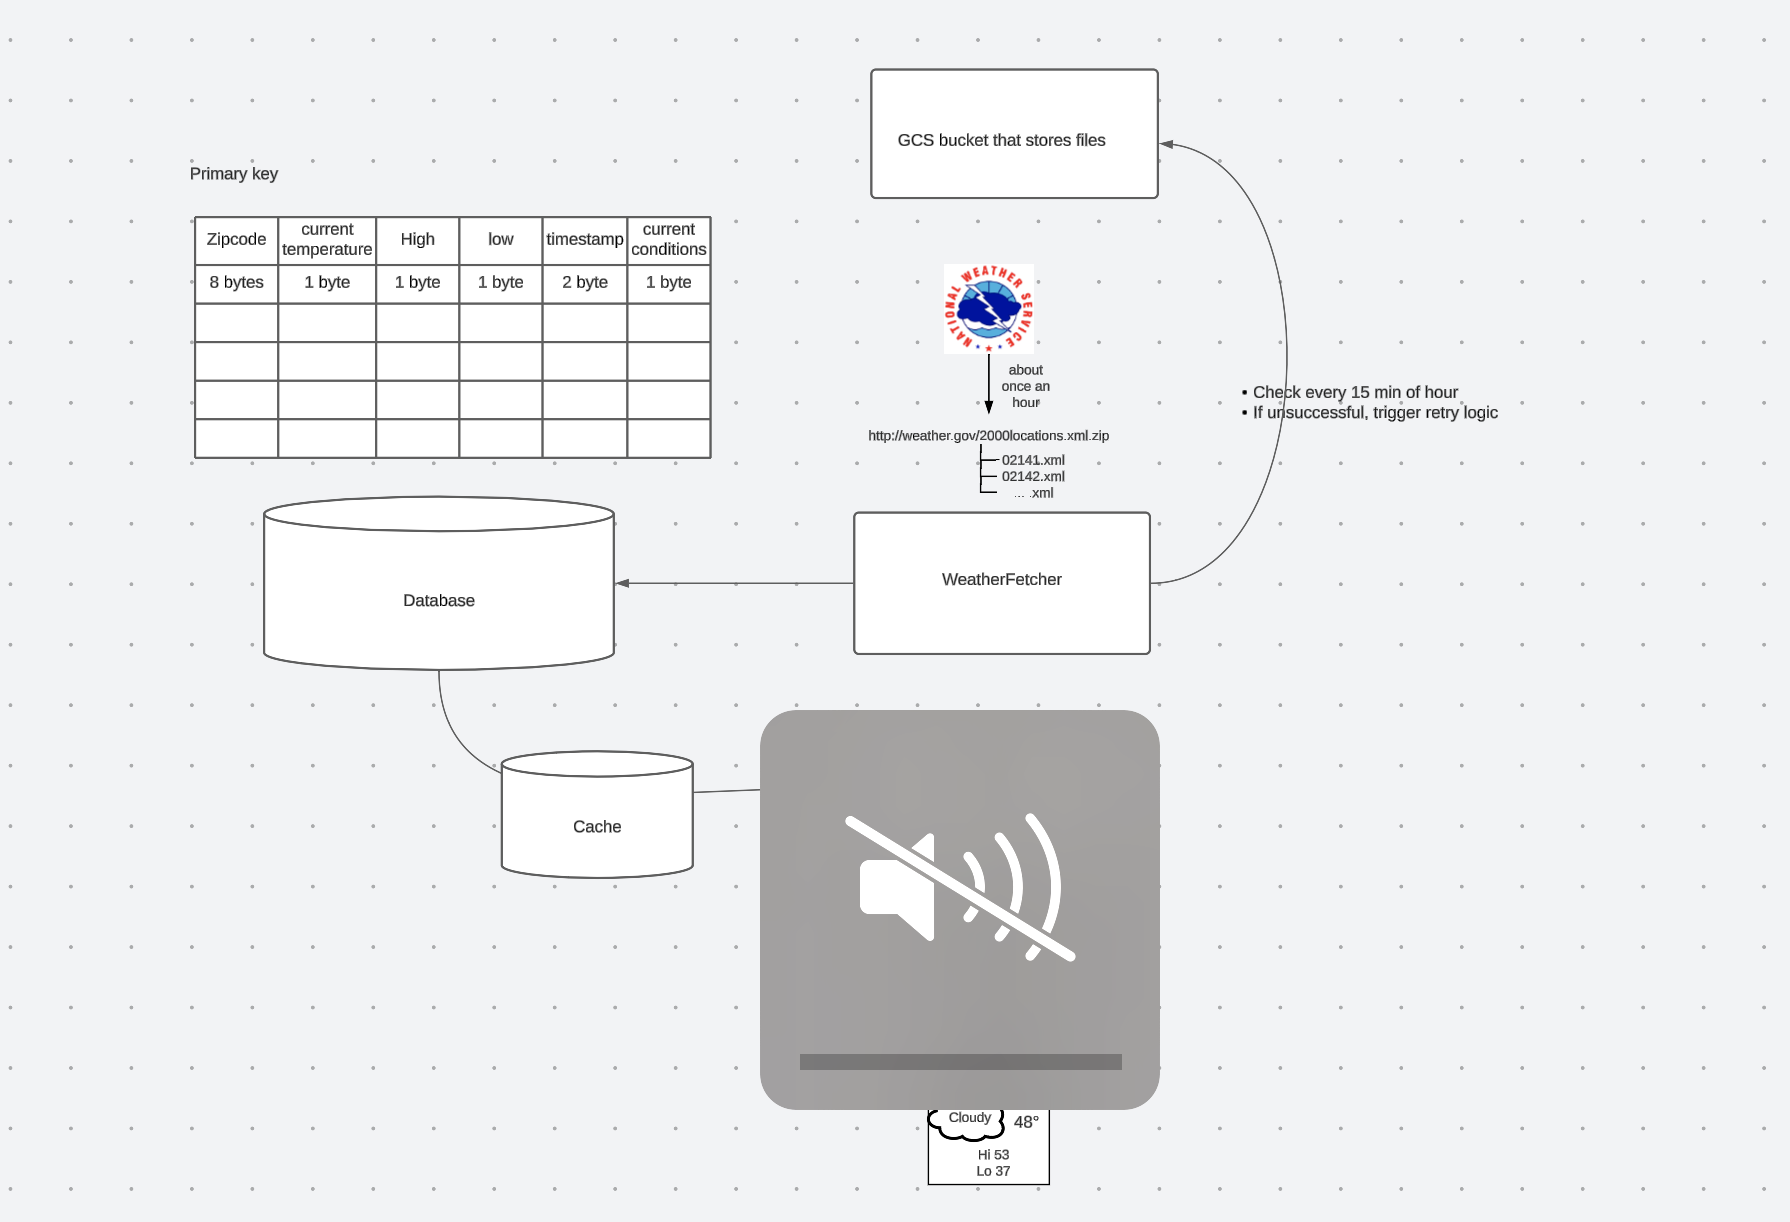 GCS bucket that stores files
Primary key
Zipcode
current
temperature
High
low
timestamp
current
conditions
8 bytes
1 byte
1 byte
1 byte
2 byte
1 byte
NATIONAL WEATHER SERVICE
about
once an
hour
• Check every 15 min of hour
• If unsuccessful, trigger retry logic
http://weather.gov/2000locations.xml.zip
02141.xml
02142.xml
... .xml
Database
WeatherFetcher
Cache
Cloudy
48°
Hi 53
Lo 37